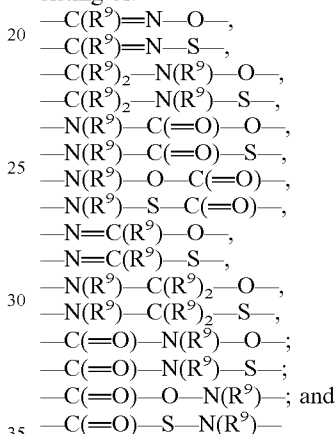 —C(R⁹)=N—O—,
20
—C(R⁹)=N—S—,
—C(R⁹)₂—N(R⁹)—O—,
—C(R⁹)₂—N(R⁹)—S—,
—N(R⁹)—C(=O)—O—,
—N(R⁹)—C(=O)—S—,
25
—N(R⁹)—O—C(=O)—,
—N(R⁹)—S—C(=O)—,
—N=C(R⁹)—O—,
—N=C(R⁹)—S—,
—N(R⁹)—C(R⁹)₂—O—,
30
—N(R⁹)—C(R⁹)₂—S—,
—C(=O)—N(R⁹)—O—;
—C(=O)—N(R⁹)—S—;
—C(=O)—O—N(R⁹)—; and
—C(=O)—S—N(R⁹)—
35